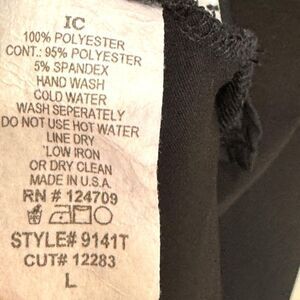 IC
100% POLYESTER
CONT.: 95% POLYESTER
5% SPANDEX
HAND WASH
COLD WATER
WASH SEPERATELY
DO NOT USE HOT WATER
LINE DRY
'LOW IRON
OR DRY CLEAN
MADE IN U.S.A.
RN # 124709
STYLE# 9141T
CUT# 12283
L